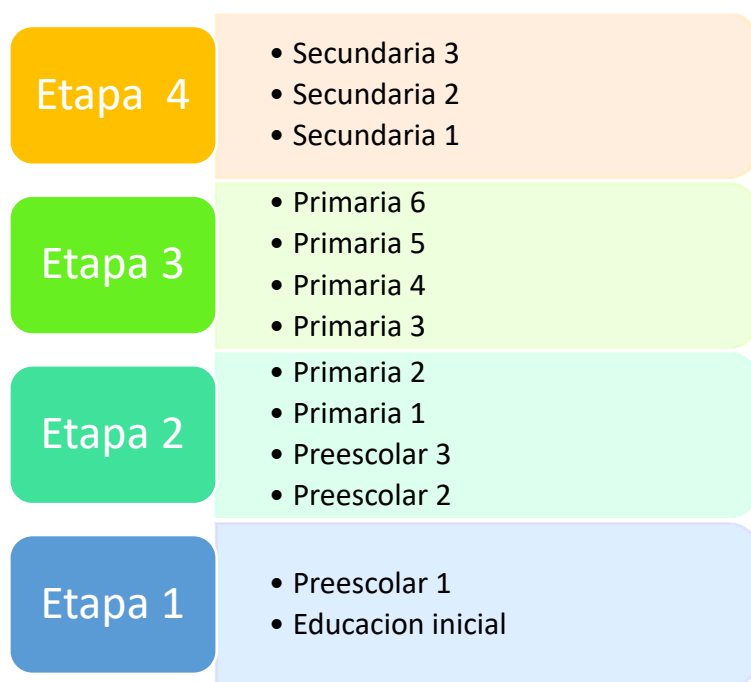 Etapa 4
• Secundaria 3
• Secundaria 2
• Secundaria 1
Etapa 3
• Primaria 6
• Primaria 5
• Primaria 4
• Primaria 3
Etapa 2
• Primaria 2
• Primaria 1
• Preescolar 3
• Preescolar 2
Etapa 1
• Preescolar 1
• Educacion inicial